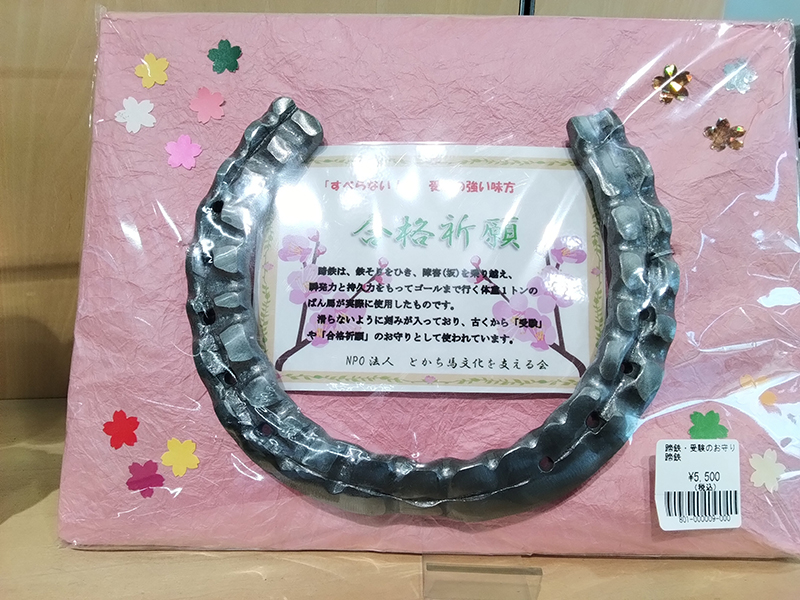 「すべらない の強い味方
合格祈願
蹄鉄は、鉄そりをひき、障害(坂)を乗り越え、
瞬発力と持久力をもってゴールまで行く体重1トンの
ばん馬が実際に使用したものです。
滑らないように刻みが入っており、古くから「受験」
や「合格祈願」のお守りとして使われています。
NPO法人 とかち馬文化を支える会
蹄鉄・受験のお守り
蹄鉄
¥5,500
(税込)
801-000009-000